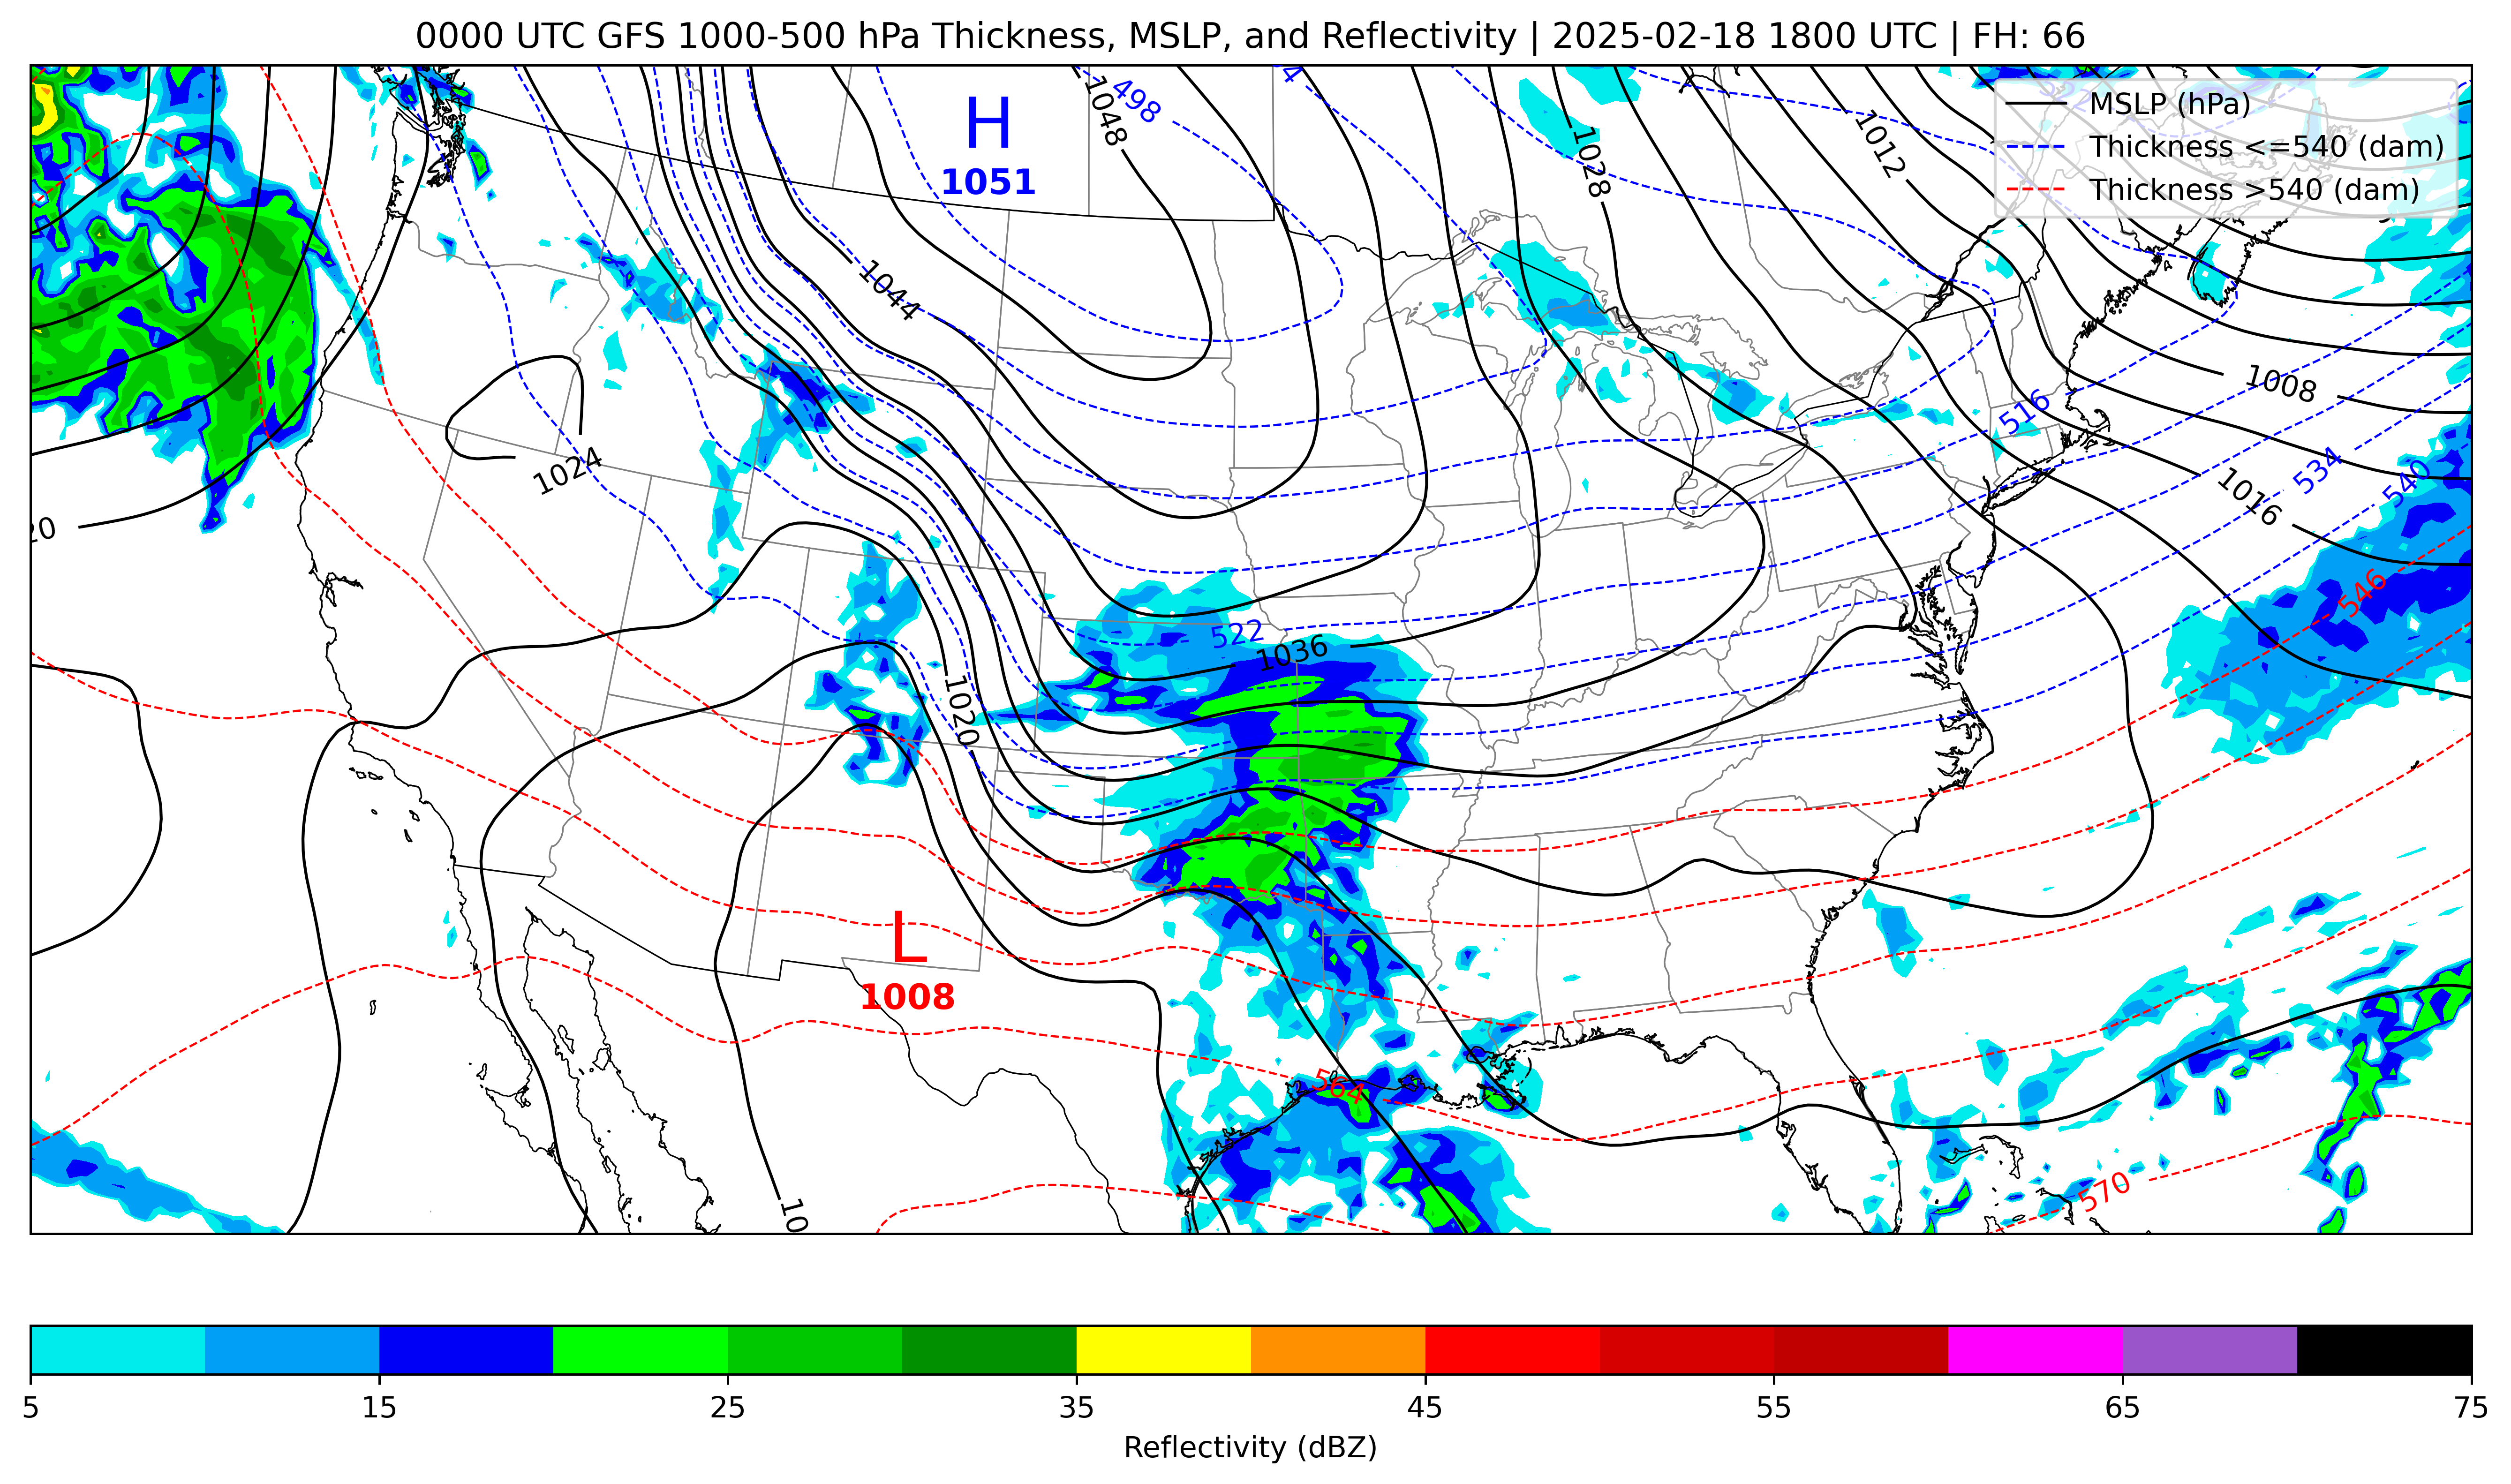 0000 UTC GFS 1000-500 hPa Thickness, MSLP, and Reflectivity | 2025-02-18 1800 UTC | FH: 66
MSLP (hPa)
Thickness <=540 (dam)
Thickness >540 (dam)
H
1051
498
1048
1028
1012
1044
1008
516
1024
534
540
1016
20
546
522
1036
1020
L
1008
564
570
10
5 15 25 35 45 55 65 75
Reflectivity (dBZ)